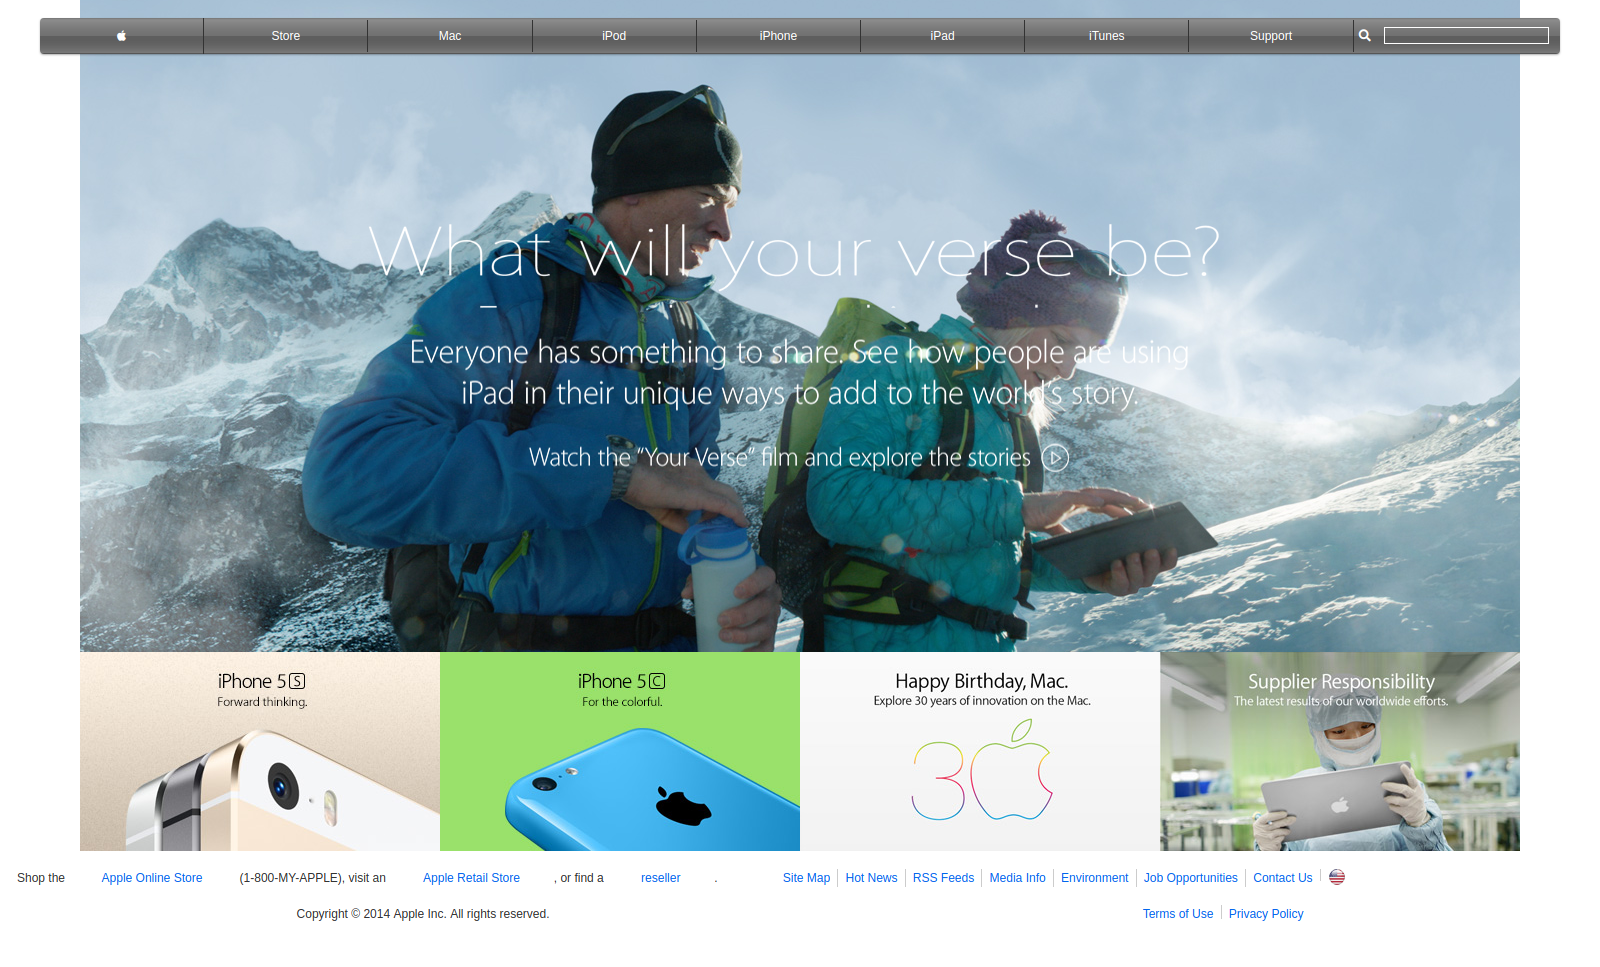 Store Mac iPod iPhone iPad iTunes Support
What will your verse be?
Everyone has something to share. See how people are using
iPad in their unique ways to add to the world's story.
Watch the “Your Verse” film and explore the stories
iPhone 5S
Forward thinking.
iPhone 5C
For the colorful.
Happy Birthday, Mac.
Explore 30 years of innovation on the Mac.
30
Supplier Responsibility
The latest results of our worldwide efforts.
Shop the Apple Online Store (1-800-MY-APPLE), visit an Apple Retail Store , or find a reseller .
Site Map Hot News RSS Feeds Media Info Environment Job Opportunities Contact Us
Copyright © 2014 Apple Inc. All rights reserved.
Terms of Use Privacy Policy